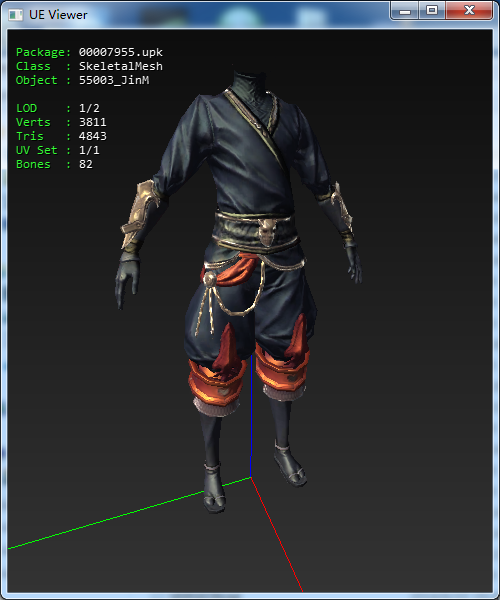 UE Viewer
Package: 00007955.upk
Class : SkeletalMesh
Object : 55003_JinM
LOD : 1/2
Verts : 3811
Tris : 4843
UV Set : 1/1
Bones : 82